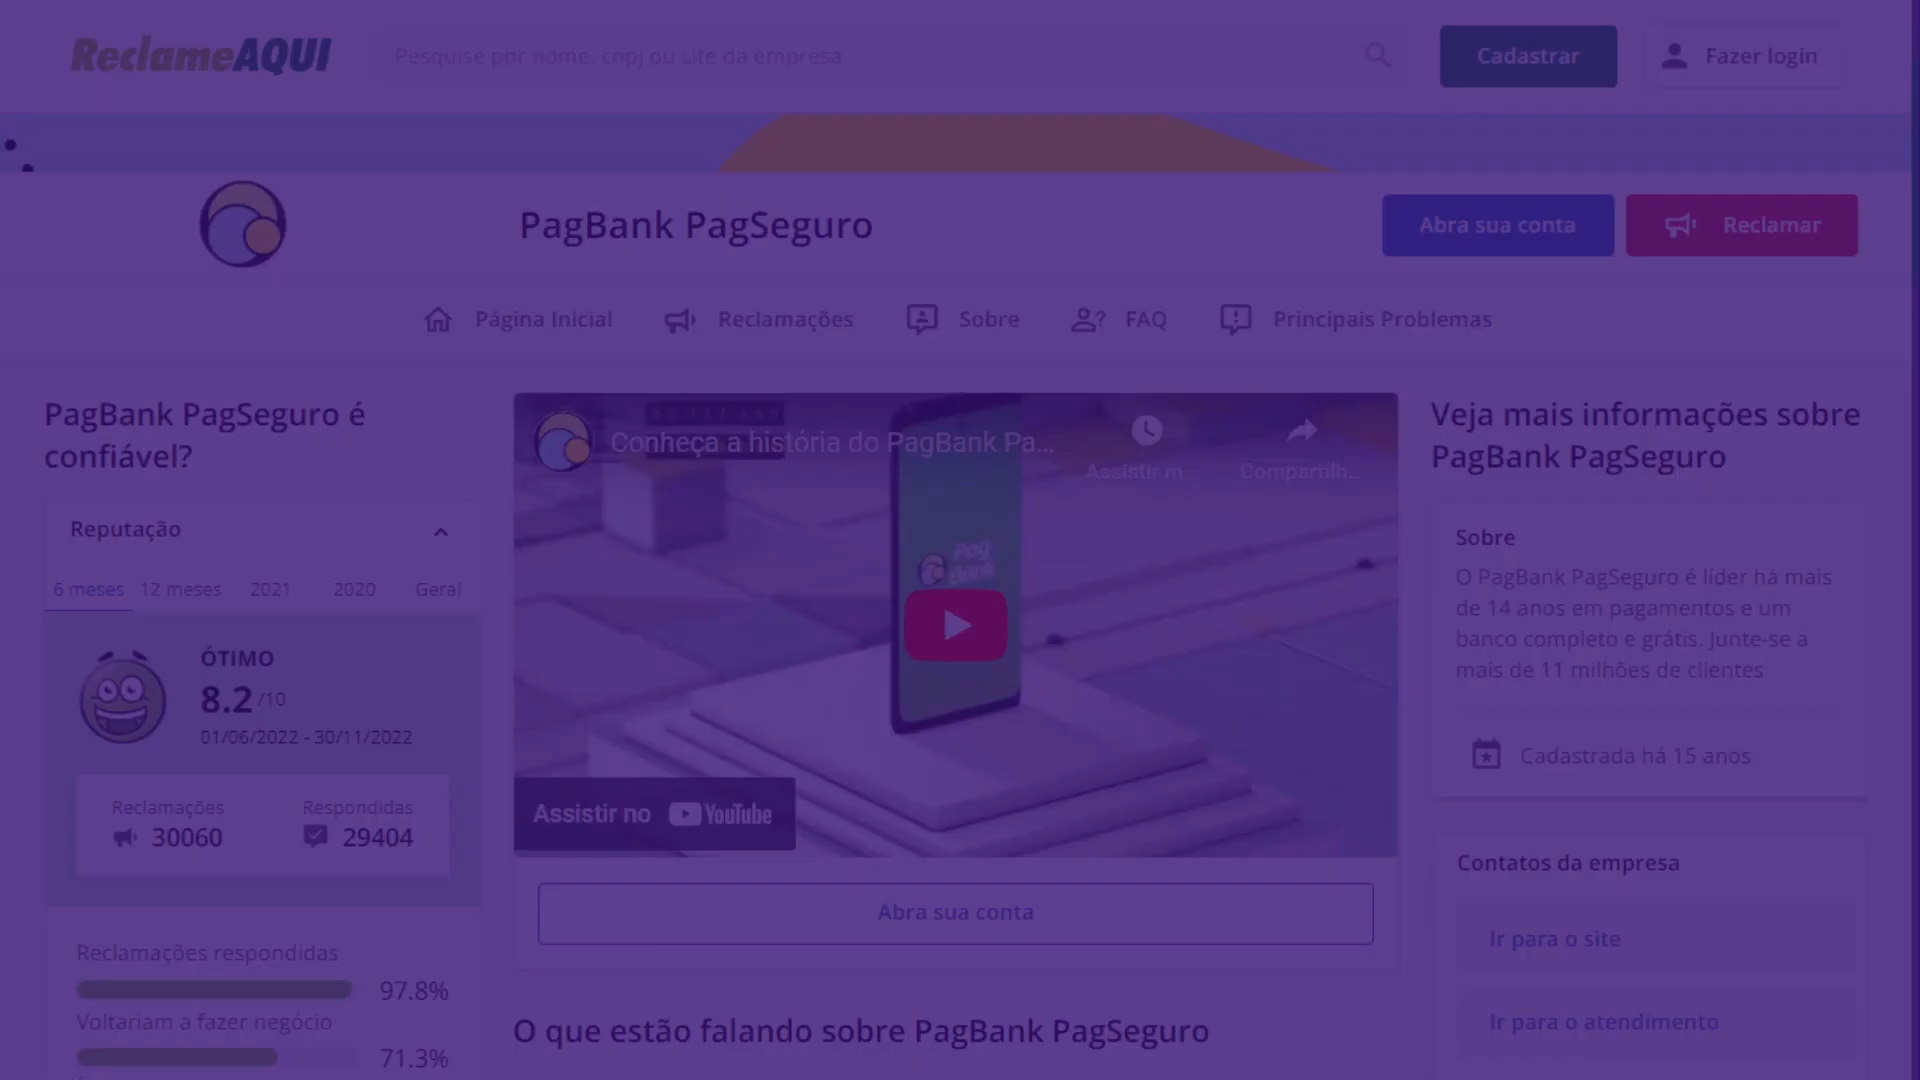 ReclameAQUI
Pesquise por nome, cnpj ou site da empresa
Cadastrar
Fazer login
PagBank PagSeguro
Abra sua conta
Reclamar
Página Inicial
Reclamações
Sobre
FAQ
Principais Problemas
PagBank PagSeguro é
confiável?
Reputação
6 meses
12 meses
2021
2020
Geral
ÓTIMO
8.2 /10
01/06/2022 - 30/11/2022
Reclamações
Respondidas
30060
29404
Reclamações respondidas
97.8%
Voltariam a fazer negócio
71.3%
Conheça a história do PagBank Pa...
Assistir m
Compartilh...
Pag
Bank
Assistir no YouTube
Abra sua conta
O que estão falando sobre PagBank PagSeguro
Veja mais informações sobre
PagBank PagSeguro
Sobre
O PagBank PagSeguro é líder há mais
de 14 anos em pagamentos e um
banco completo e grátis. Junte-se a
mais de 11 milhões de clientes
Cadastrada há 15 anos
Contatos da empresa
Ir para o site
Ir para o atendimento